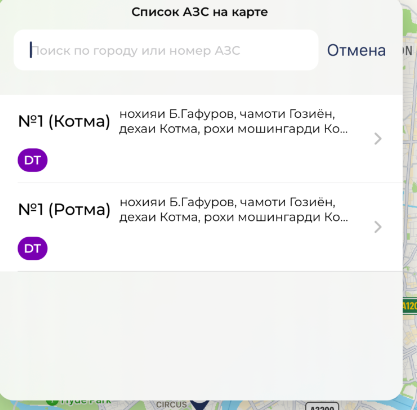 Список АЗС на карте
Поиск по городу или номер АЗС
Отмена
№1 (Котма)
нохияи Б.Гафуров, чамоти Гозиён,
дехаи Котма, рохи мошингарди Ко...
DT
№1 (Ротма)
нохияи Б.Гафуров, чамоти Гозиён,
дехаи Котма, рохи мошингарди Ко...
DT
Hyde Park
CIRCUS
A3200